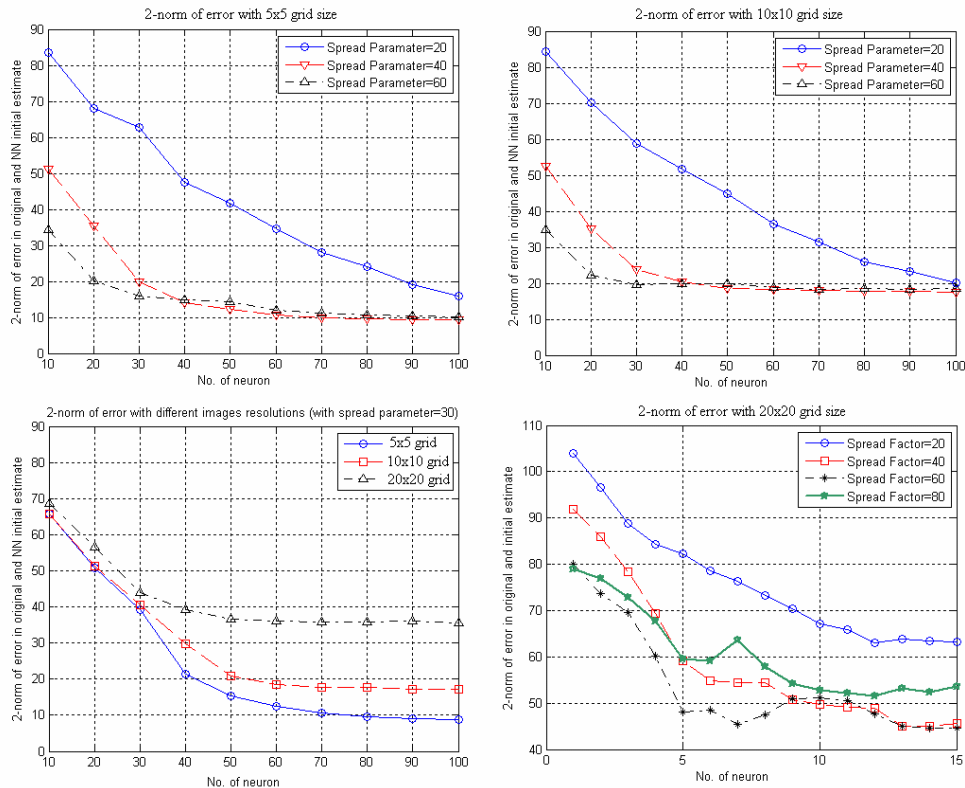 2-norm of error with 5x5 grid size
2-norm of error in original and NN initial estimate
90
80
70
60
50
40
30
20
10
0
Spread Paramater=20
Spread Parameter=40
Spread Parameter=60
10 20 30 40 50 60 70 80 90 100
No. of neuron
2-norm of error with 10x10 grid size
2-norm of error in original and NN initial estimate
90
80
70
60
50
40
30
20
10
0
Spread Parameter=20
Spread Parameter=40
Spread Parameter=60
10 20 30 40 50 60 70 80 90 100
No. of neuron
2-norm of error with different images resolutions (with spread parameter=30)
2-norm of error in original and NN initial estimate
90
80
70
60
50
40
30
20
10
0
5x5 grid
10x10 grid
20x20 grid
10 20 30 40 50 60 70 80 90 100
No. of neuron
2-norm of error with 20x20 grid size
2-norm of error in original and initial estimate
110
100
90
80
70
60
50
40
Spread Factor=20
Spread Factor=40
Spread Factor=60
Spread Factor=80
0 5 10 15
No. of neuron